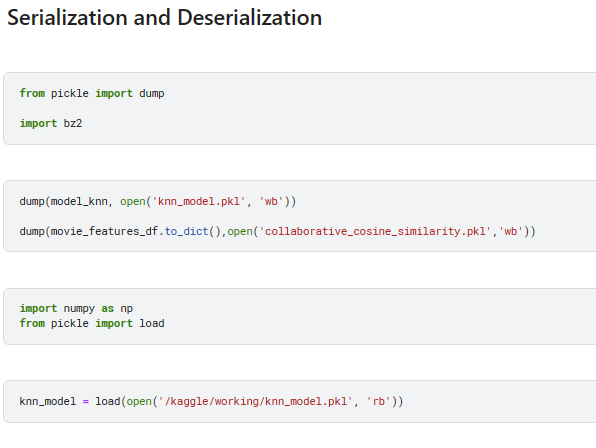 Serialization and Deserialization
from pickle import dump
import bz2
dump(model_knn, open('knn_model.pkl', 'wb'))
dump(movie_features_df.to_dict(),open('collaborative_cosine_similarity.pkl','wb'))
import numpy as np
from pickle import load
knn_model = load(open('/kaggle/working/knn_model.pkl', 'rb'))